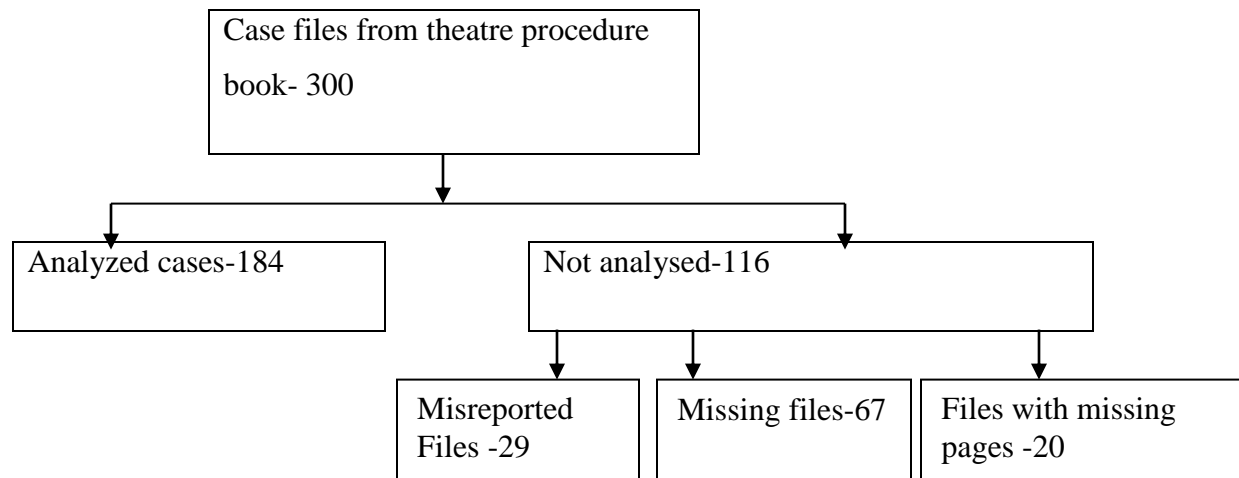 Case files from theatre procedure
book- 300
Analyzed cases-184
Not analysed-116
Misreported
Files -29
Missing files-67
Files with missing
pages -20